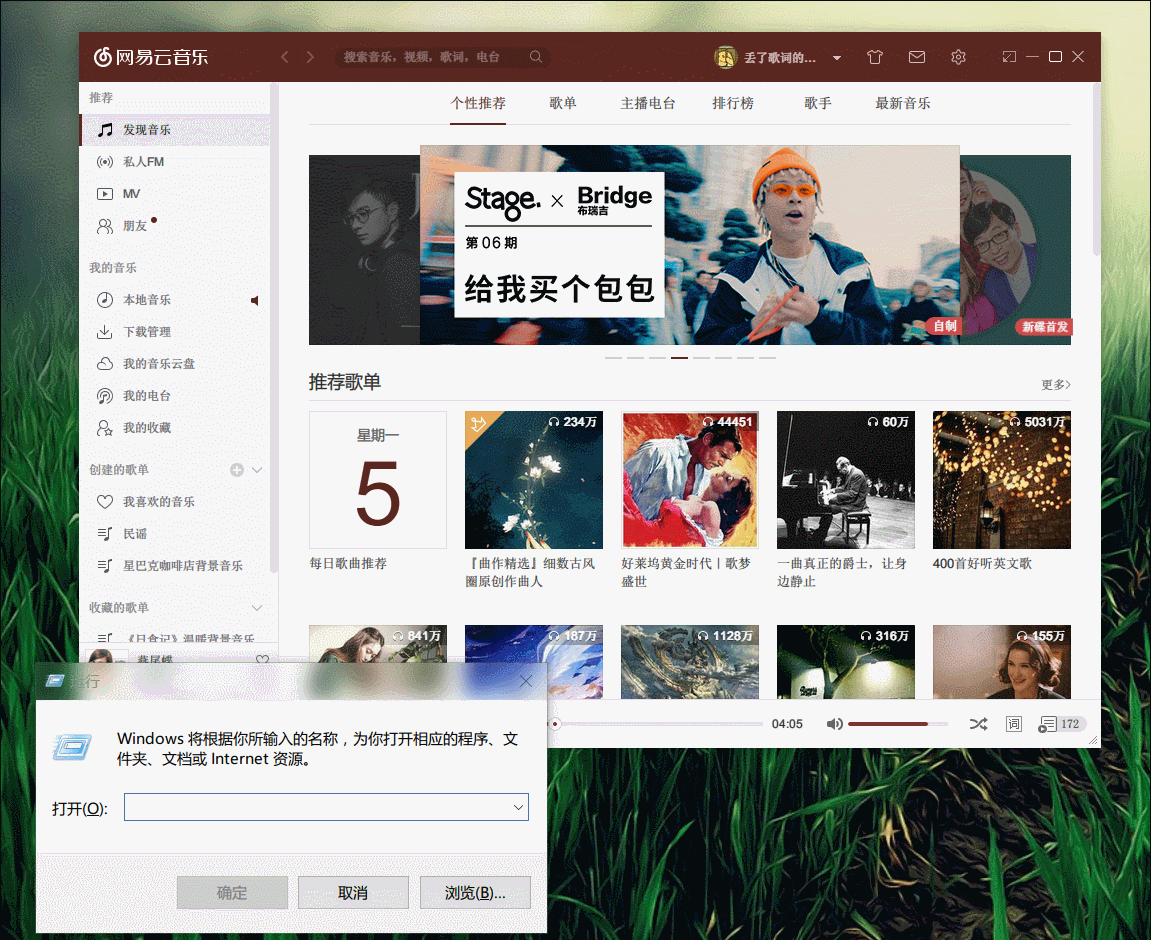 网易云音乐
搜索音乐，视频，歌词，电台
丢了歌词的...
推荐
发现音乐
私人FM
MV
朋友
我的音乐
本地音乐
下载管理
我的音乐云盘
我的电台
我的收藏
创建的歌单
我喜欢的音乐
民谣
星巴克咖啡店背景音乐
收藏的歌单
《日食记》温暖背景音乐
燕尾蝶
个性推荐 歌单 主播电台 排行榜 歌手 最新音乐
Stage. × Bridge
布瑞吉
第06期
给我买个包包
自制
新碟首发
推荐歌单
更多>
星期一
5
234万
44451
60万
5031万
每日歌曲推荐
『曲作精选』细数古风
圈原创作曲人
好莱坞黄金时代丨歌梦
盛世
一曲真正的爵士，让身
边静止
400首好听英文歌
841万
187万
1128万
316万
155万
04:05
词
172
运行
Windows 将根据你所输入的名称，为你打开相应的程序、文
件夹、文档或 Internet 资源。
打开(O):
确定
取消
浏览(B)...